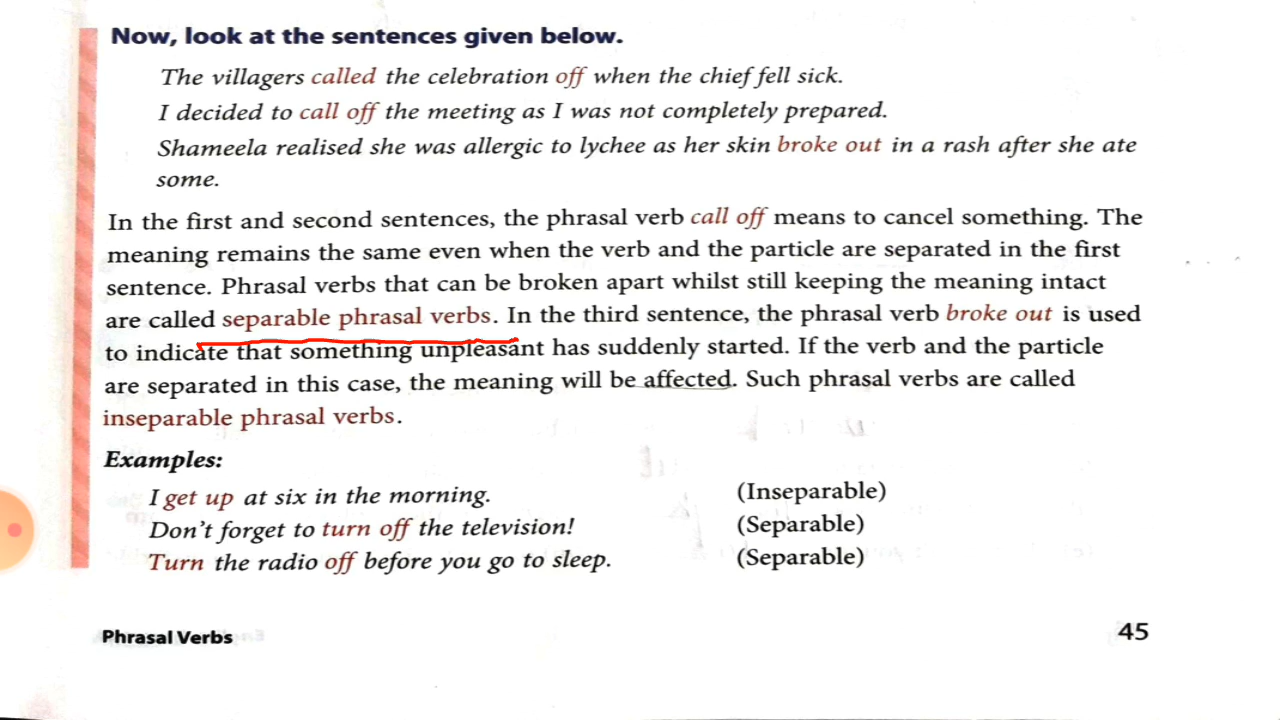 Now, look at the sentences given below.
The villagers called the celebration off when the chief fell sick.
I decided to call off the meeting as I was not completely prepared.
Shameela realised she was allergic to lychee as her skin broke out in a rash after she ate
some.
In the first and second sentences, the phrasal verb call off means to cancel something. The
meaning remains the same even when the verb and the particle are separated in the first
sentence. Phrasal verbs that can be broken apart whilst still keeping the meaning intact
are called separable phrasal verbs. In the third sentence, the phrasal verb broke out is used
to indicate that something unpleasant has suddenly started. If the verb and the particle
are separated in this case, the meaning will be affected. Such phrasal verbs are called
inseparable phrasal verbs.
Examples:
I get up at six in the morning. (Inseparable)
Don't forget to turn off the television! (Separable)
Turn the radio off before you go to sleep. (Separable)
Phrasal Verbs 45